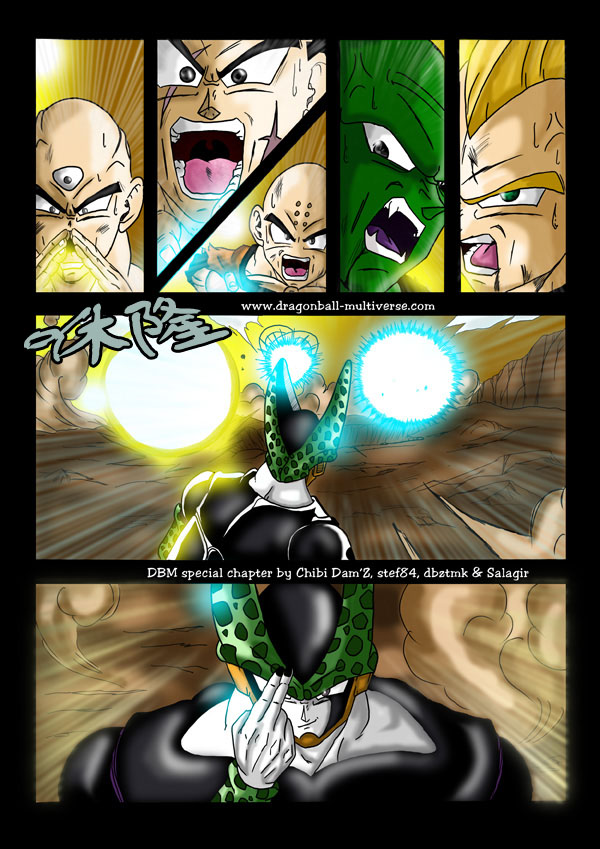 www.dragonball-multiverse.com
DBM special chapter by Chibi Dam'Z, stef84, dbztmk & Salagir